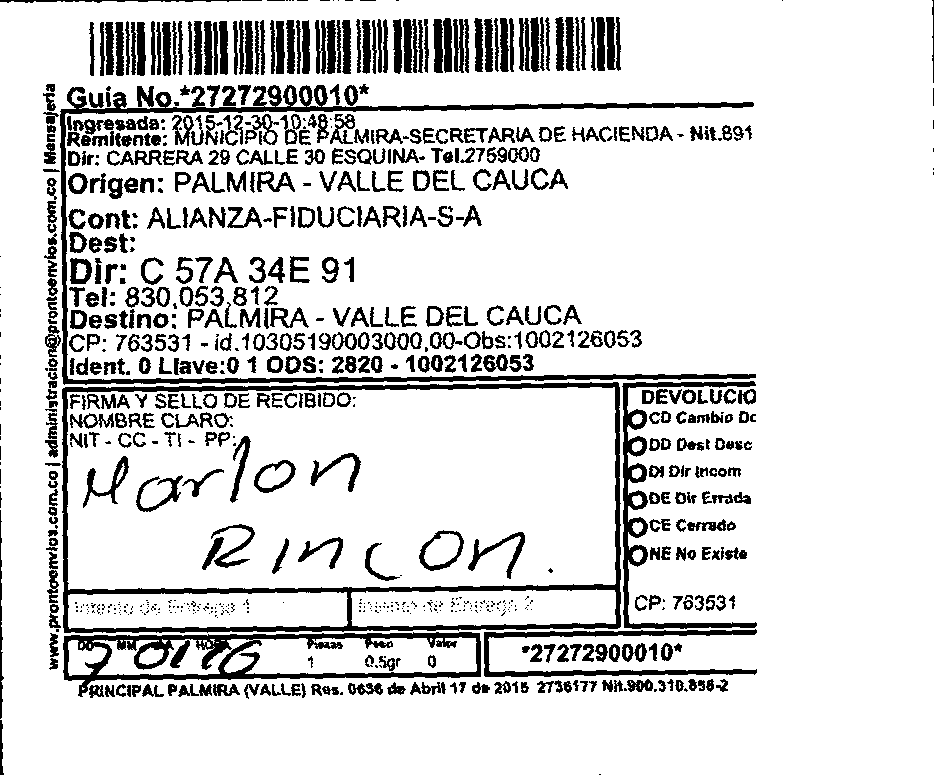 Guia No.*27272900010*
Ingresada: 2015-12-30-10:48:58
Remitente: MUNICIPIO DE PALMIRA-SECRETARIA DE HACIENDA - Nit.891
Dir: CARRERA 29 CALLE 30 ESQUINA- Tel.2759000
Origen: PALMIRA - VALLE DEL CAUCA
Cont: ALIANZA-FIDUCIARIA-S-A
Dest:
Dir: C 57A 34E 91
Tel: 830,053,812
Destino: PALMIRA - VALLE DEL CAUCA
CP: 763531 - id.10305190003000,00-Obs:1002126053
Ident. 0 Llave:0 1 ODS: 2820 - 1002126053
www.prontoenvios.com.co | administracion@prontoenvios.com.co | Mensajeria
FIRMA Y SELLO DE RECIBIDO:
NOMBRE CLARO:
NIT - CC - TI - PP:
Marlon
Rincon.
Intento de Entrega 1
Intento de Entrega 2
DEVOLUCIO
CD Cambio Dc
DD Dest Desc
DI Dir Incom
DE Dir Errada
CE Cerrado
NE No Existe
CP: 763531
DD MM AA HORA
Piezas Peso Valor
1 0.5gr 0
*27272900010*
PRINCIPAL PALMIRA (VALLE) Res. 0636 de Abril 17 de 2015 2736177 Nit.900.310.856-2